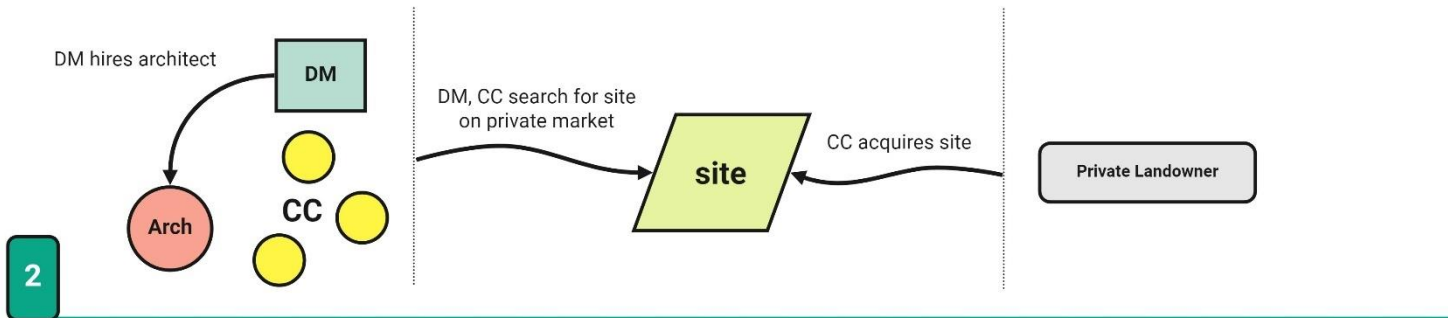 DM hires architect
DM
Arch
CC
2
DM, CC search for site
on private market
site
CC acquires site
Private Landowner